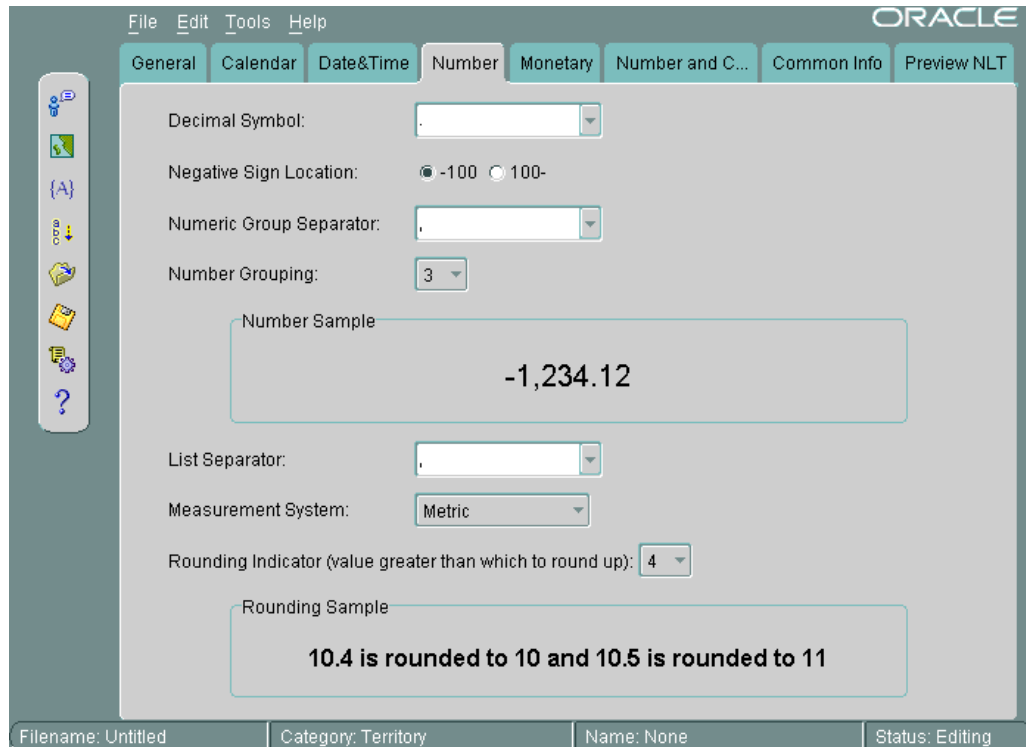 File Edit Tools Help
ORACLE
General Calendar Date&Time Number Monetary Number and C... Common Info Preview NLT
{A}
a
b
c
?
Decimal Symbol: .
Negative Sign Location: -100 100-
Numeric Group Separator: ,
Number Grouping: 3
Number Sample
-1,234.12
List Separator: ,
Measurement System: Metric
Rounding Indicator (value greater than which to round up): 4
Rounding Sample
10.4 is rounded to 10 and 10.5 is rounded to 11
Filename: Untitled Category: Territory Name: None Status: Editing